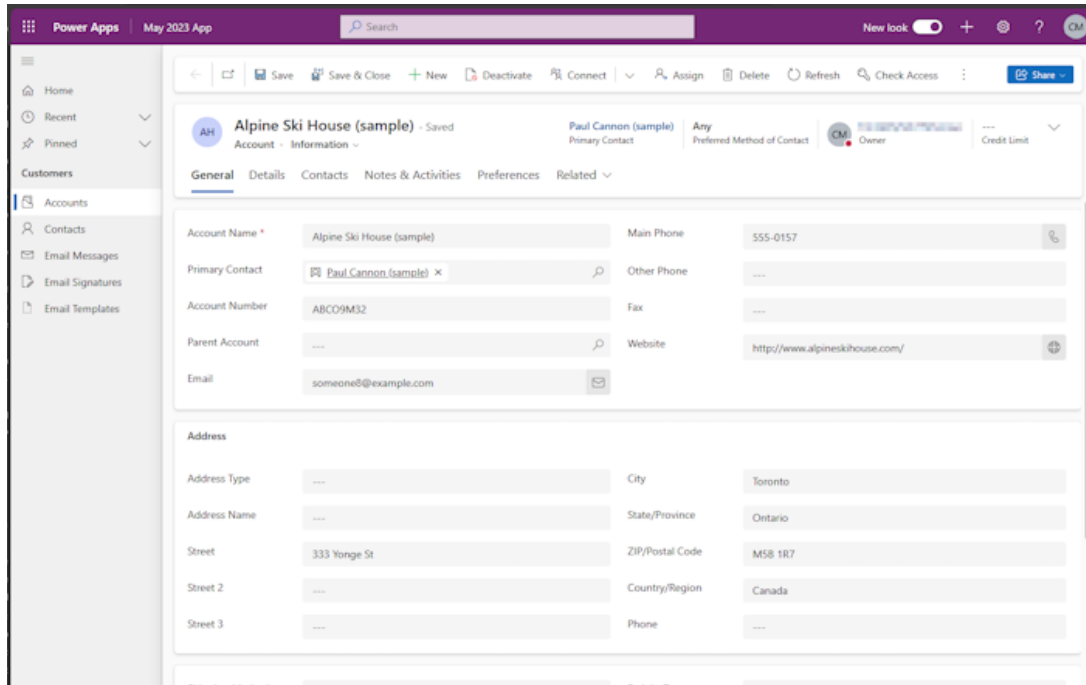 Power Apps May 2023 App Search New look CM
Home
Recent
Pinned
Customers
Accounts
Contacts
Email Messages
Email Signatures
Email Templates
Save Save & Close New Deactivate Connect Assign Delete Refresh Check Access Share
AH Alpine Ski House (sample) - Saved
Account · Information
Paul Cannon (sample)
Primary Contact
Any
Preferred Method of Contact
CM
Owner
---
Credit Limit
General Details Contacts Notes & Activities Preferences Related
Account Name * Alpine Ski House (sample)
Primary Contact Paul Cannon (sample)
Account Number ABCO9M32
Parent Account ---
Email someone8@example.com
Main Phone 555-0157
Other Phone ---
Fax ---
Website http://www.alpineskihouse.com/
Address
Address Type ---
Address Name ---
Street 333 Yonge St
Street 2 ---
Street 3 ---
City Toronto
State/Province Ontario
ZIP/Postal Code M5B 1R7
Country/Region Canada
Phone ---